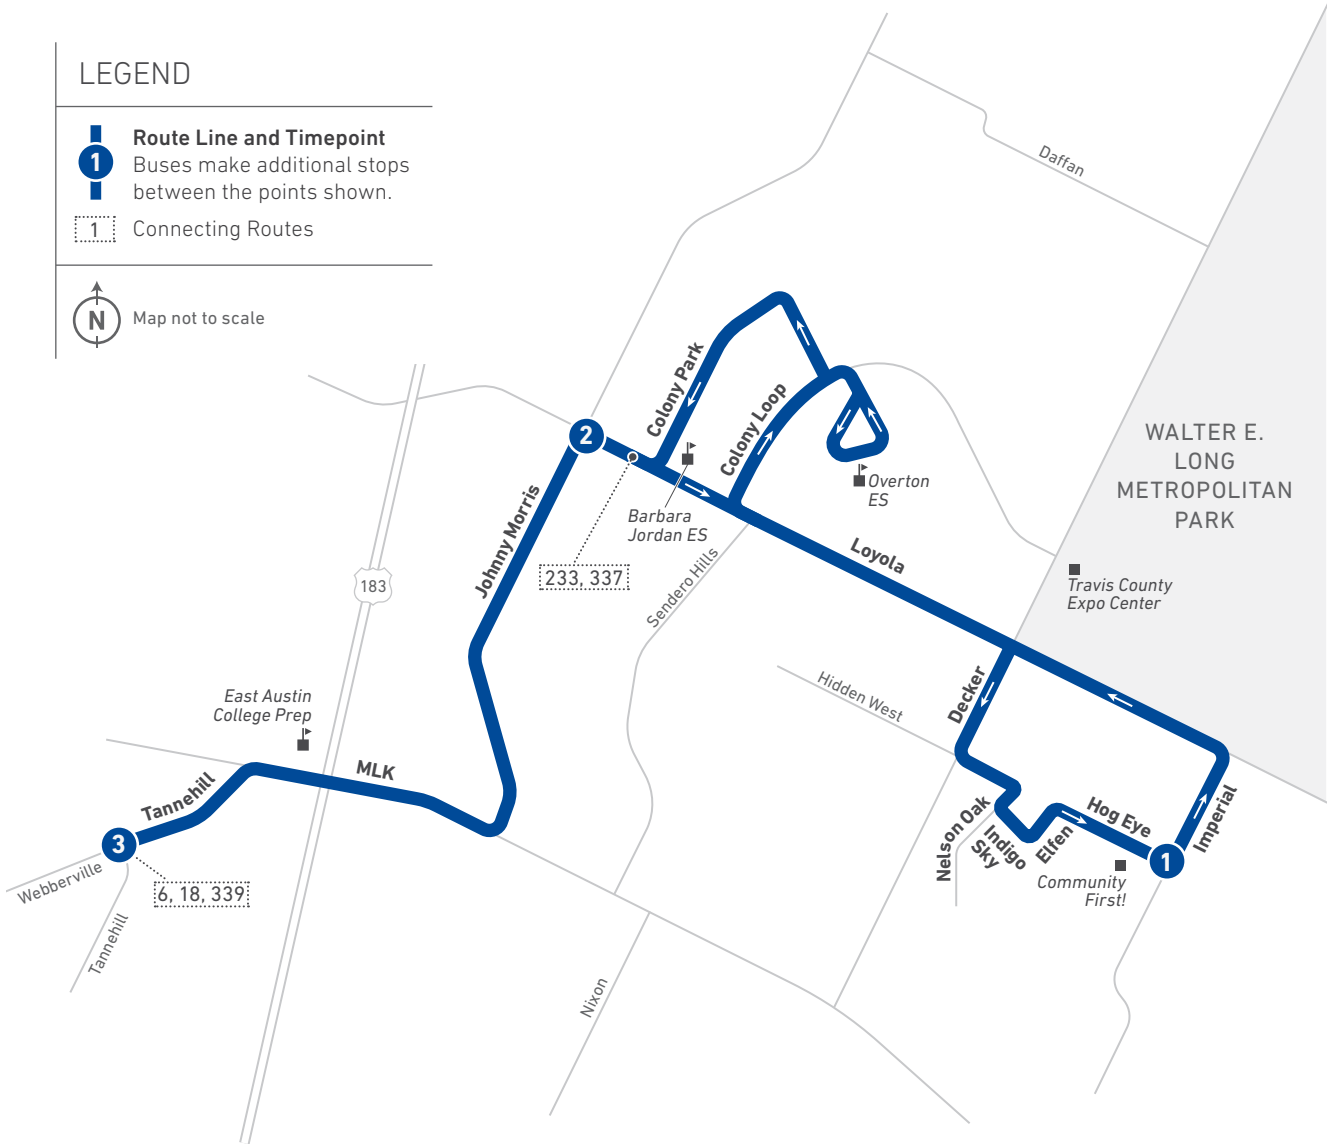 LEGEND
Route Line and Timepoint
1
Buses make additional stops
between the points shown.
1
Connecting Routes
N
Map not to scale
Daffan
Colony Park
Colony Loop
2
WALTER E.
LONG
METROPOLITAN
PARK
Overton
ES
Barbara
Jordan ES
Johnny Morris
Loyola
233, 337
183
Sendero Hills
Travis County
Expo Center
East Austin
College Prep
Hidden West
Decker
MLK
Tannehill
Nelson Oak
Indigo
Sky
Elfen
Hog Eye
Imperial
3
1
Webberville
6, 18, 339
Community
First!
Tannehill
Nixon